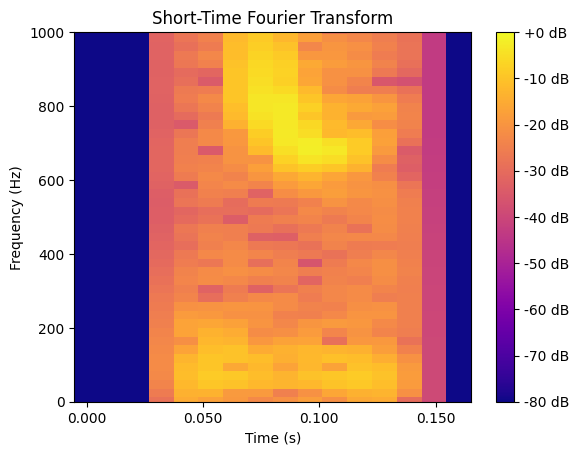 Short-Time Fourier Transform
1000
800
600
400
200
0
Frequency (Hz)
0.000
0.050
0.100
0.150
Time (s)
+0 dB
-10 dB
-20 dB
-30 dB
-40 dB
-50 dB
-60 dB
-70 dB
-80 dB